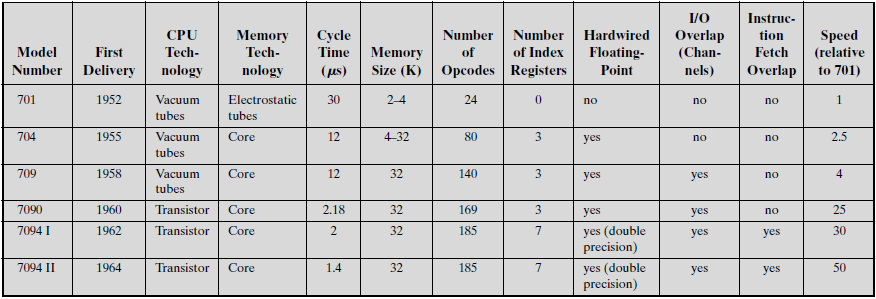 Model Number | First Delivery | CPU Tech-nology | Memory Tech-nology | Cycle Time (μs) | Memory Size (K) | Number of Opcodes | Number of Index Registers | Hardwired Floating-Point | I/O Overlap (Chan-nels) | Instruc-tion Fetch Overlap | Speed (relative to 701)
701 | 1952 | Vacuum tubes | Electrostatic tubes | 30 | 2–4 | 24 | 0 | no | no | no | 1
704 | 1955 | Vacuum tubes | Core | 12 | 4–32 | 80 | 3 | yes | no | no | 2.5
709 | 1958 | Vacuum tubes | Core | 12 | 32 | 140 | 3 | yes | yes | no | 4
7090 | 1960 | Transistor | Core | 2.18 | 32 | 169 | 3 | yes | yes | no | 25
7094 I | 1962 | Transistor | Core | 2 | 32 | 185 | 7 | yes (double precision) | yes | yes | 30
7094 II | 1964 | Transistor | Core | 1.4 | 32 | 185 | 7 | yes (double precision) | yes | yes | 50